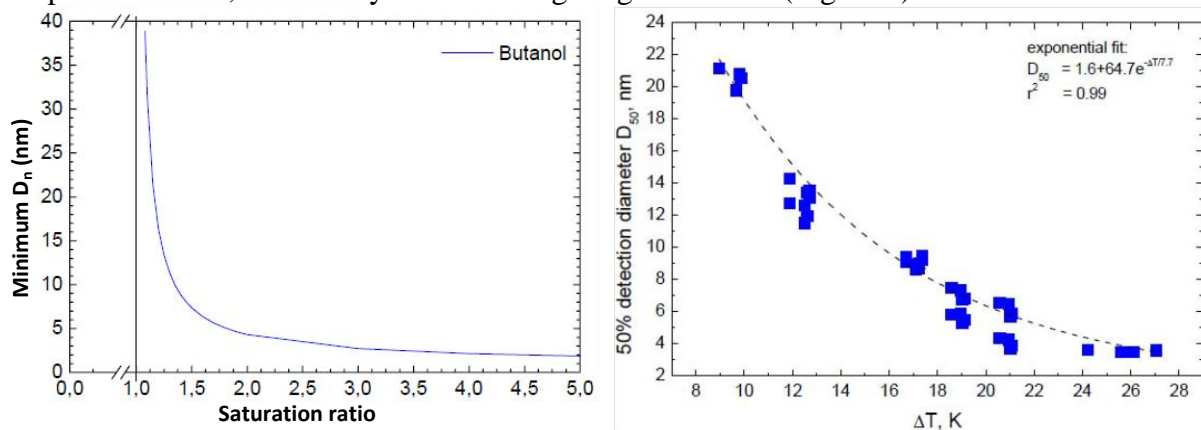 40
35
30
25
20
15
10
5
0
Minimum Dₙ (nm)
Butanol
0,0 1,0 1,5 2,0 2,5 3,0 3,5 4,0 4,5 5,0
Saturation ratio
24
22
20
18
16
14
12
10
8
6
4
2
50% detection diameter D₅₀, nm
exponential fit:
D₅₀ = 1.6+64.7e^-ΔT/7.7
r² = 0.99
8 10 12 14 16 18 20 22 24 26 28
ΔT, K